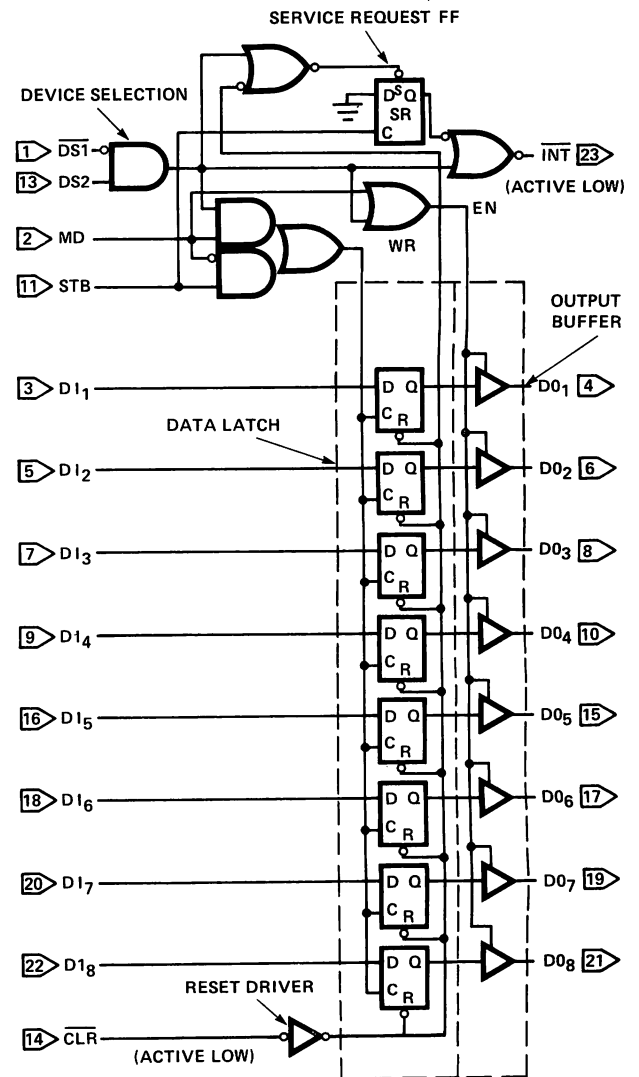 SERVICE REQUEST FF
DEVICE SELECTION
D S Q
SR
C
1 DS1
13 DS2
INT 23
(ACTIVE LOW)
EN
2 MD
WR
11 STB
OUTPUT
BUFFER
3 DI1 D Q C R DO1 4
DATA LATCH
5 DI2 D Q C R DO2 6
7 DI3 D Q C R DO3 8
9 D14 D Q C R DO4 10
16 DI5 D Q C R DO5 15
18 DI6 D Q C R DO6 17
20 DI7 D Q C R DO7 19
22 D18 D Q C R DO8 21
RESET DRIVER
14 CLR
(ACTIVE LOW)